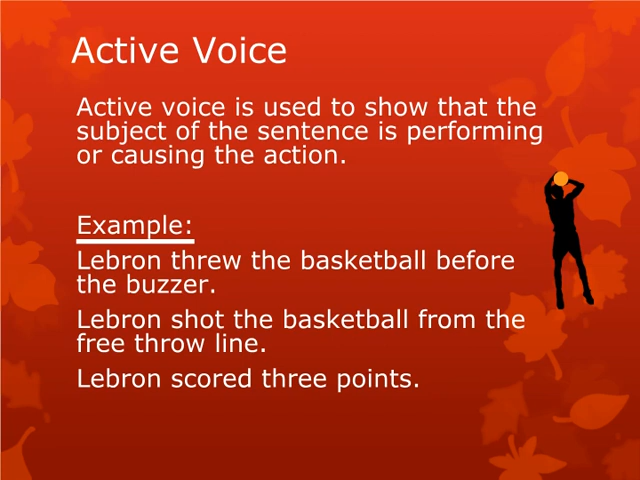 Active Voice
Active voice is used to show that the
subject of the sentence is performing
or causing the action.
Example:
Lebron threw the basketball before
the buzzer.
Lebron shot the basketball from the
free throw line.
Lebron scored three points.